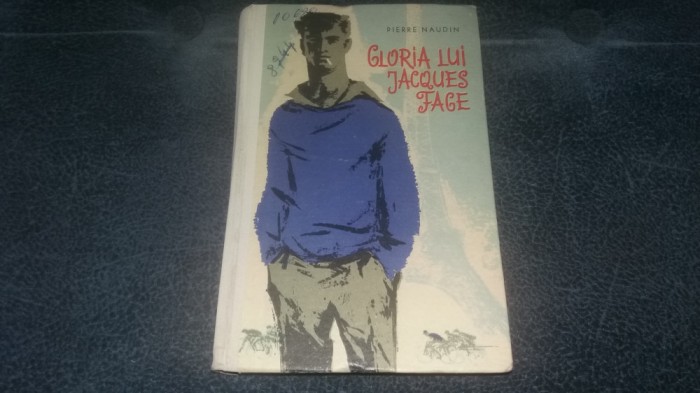 PIERRE NAUDIN
GLORIA LUI
JACQUES
FAGE